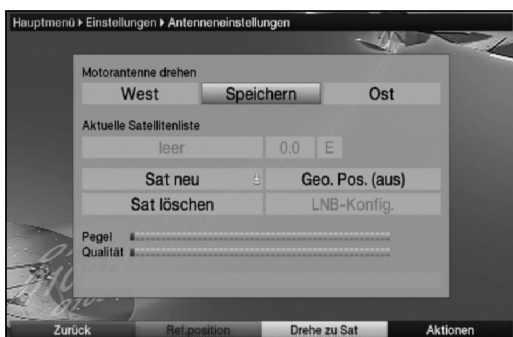 Hauptmenü ▸ Einstellungen ▸ Antenneneinstellungen
Motorantenne drehen
West Speichern Ost
Aktuelle Satellitenliste
leer 0.0 E
Sat neu Geo. Pos. (aus)
Sat löschen LNB-Konfig.
Pegel
Qualität
Zurück Ref.position Drehe zu Sat Aktionen